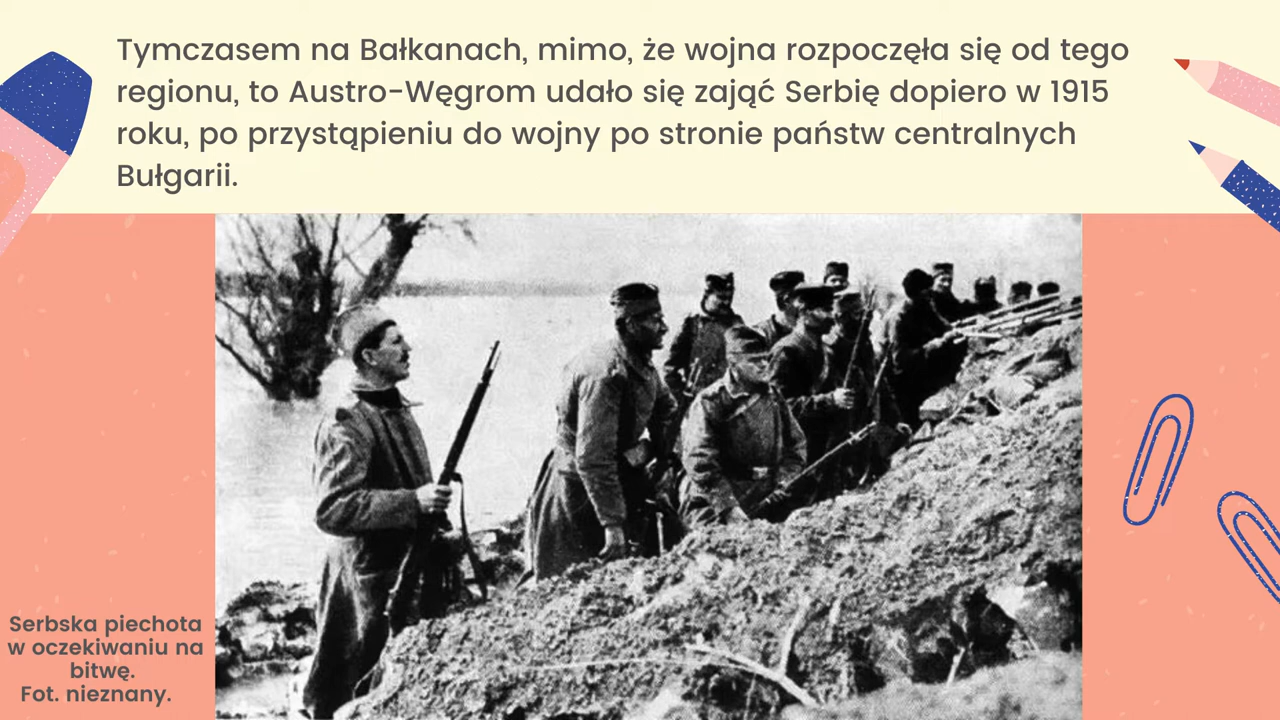 Tymczasem na Bałkanach, mimo, że wojna rozpoczęła się od tego
regionu, to Austro-Węgrom udało się zająć Serbię dopiero w 1915
roku, po przystąpieniu do wojny po stronie państw centralnych
Bułgarii.
Serbska piechota
w oczekiwaniu na
bitwę.
Fot. nieznany.